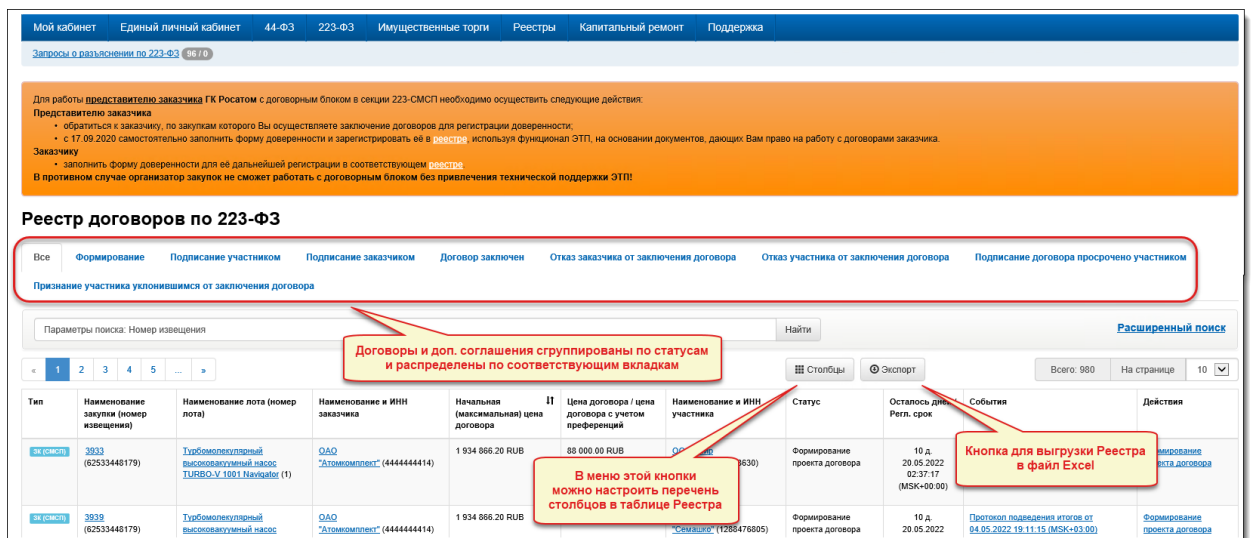 Мой кабинет Единый личный кабинет 44-ФЗ 223-ФЗ Имущественные торги Реестры Капитальный ремонт Поддержка
Запросы о разъяснении по 223-ФЗ 96 / 0
Для работы представителю заказчика ГК Росатом с договорным блоком в секции 223-СМСП необходимо осуществить следующие действия:
Представителю заказчика
• обратиться к заказчику, по закупкам которого Вы осуществляете заключение договоров для регистрации доверенности;
• с 17.09.2020 самостоятельно заполнить форму доверенности и зарегистрировать её в реестре, используя функционал ЭТП, на основании документов, дающих Вам право на работу с договорами заказчика.
Заказчику
• заполнить форму доверенности для её дальнейшей регистрации в соответствующем реестре.
В противном случае организатор закупок не сможет работать с договорным блоком без привлечения технической поддержки ЭТП!
Реестр договоров по 223-ФЗ
Все Формирование Подписание участником Подписание заказчиком Договор заключен Отказ заказчика от заключения договора Отказ участника от заключения договора Подписание договора просрочено участником
Признание участника уклонившимся от заключения договора
Параметры поиска: Номер извещения Найти Расширенный поиск
Договоры и доп. соглашения сгруппированы по статусам
и распределены по соответствующим вкладкам
« 1 2 3 4 5 ... » Столбцы Экспорт Всего: 980 На странице 10
Тип Наименование закупки (номер извещения) Наименование лота (номер лота) Наименование и ИНН заказчика Начальная (максимальная) цена договора Цена договора / цена договора с учетом преференций Наименование и ИНН участника Статус Осталось дней / Регл. срок События Действия
ЗК (СМСП) 3933 (62533448179) Турбомолекулярный высоковакуумный насос TURBO-V 1001 Navigator (1) ОАО "Атомкомплект" (4444444414) 1 934 866.20 RUB 88 000.00 RUB 8630) Формирование проекта договора 10 д. 20.05.2022 02:37:17 (MSK+00:00) проекта договора
Кнопка для выгрузки Реестра
в файл Excel
В меню этой кнопки
можно настроить перечень
столбцов в таблице Реестра
ЗК (СМСП) 3939 (62533448179) Турбомолекулярный высоковакуумный насос ОАО "Атомкомплект" (4444444414) 1 934 866.20 RUB "Семашко" (1288476805) Формирование проекта договора 10 д. 20.05.2022 Протокол подведения итогов от 04.05.2022 19:11:15 (MSK+03:00) Формирование проекта договора